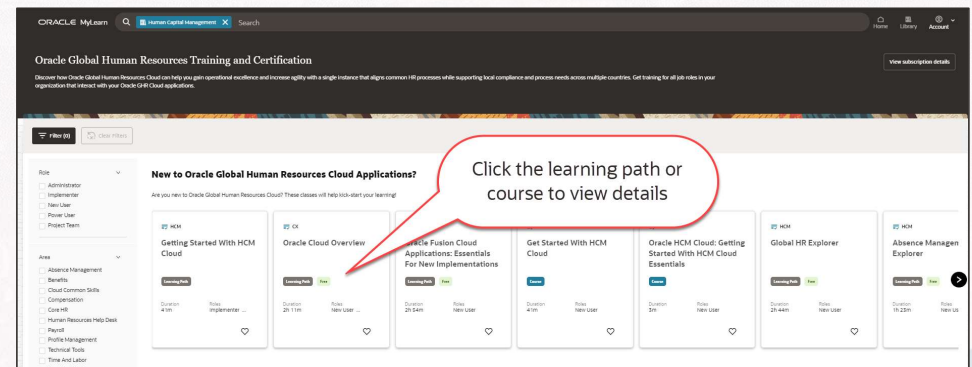 ORACLE MyLearn
Human Capital Management X Search
Home Library Account
Oracle Global Human Resources Training and Certification
View subscription details
Discover how Oracle Global Human Resources Cloud can help you gain operational excellence and increase agility with a single instance that aligns common HR processes while supporting local compliance and process needs across multiple countries. Get training for all job roles in your
organization that interact with your Oracle GHR Cloud applications.
Filter (0) Clear Filters
Role
Administrator
Implementer
New User
Power User
Project Team
Area
Absence Management
Benefits
Cloud Common Skills
Compensation
Core HR
Human Resources Help Desk
Payroll
Profile Management
Technical Tools
Time And Labor
New to Oracle Global Human Resources Cloud Applications?
Are you new to Oracle Global Human Resources Cloud? These classes will help kick-start your learning!
Click the learning path or
course to view details
HCM
Getting Started With HCM
Cloud
Learning Path
Duration Roles
41m Implementer ...
CX
Oracle Cloud Overview
Learning Path Free
Duration Roles
2h 11m New User ...
Oracle Fusion Cloud
Applications: Essentials
For New Implementations
Learning Path Free
Duration Roles
2h 54m New User
Get Started With HCM
Cloud
Course
Duration Roles
41m New User
Oracle HCM Cloud: Getting
Started With HCM Cloud
Essentials
Course
Duration Roles
3m New User
HCM
Global HR Explorer
Learning Path Free
Duration Roles
2h 44m New User
HCM
Absence Managen
Explorer
Learning Path Free
Duration Roles
1h 23m New Us